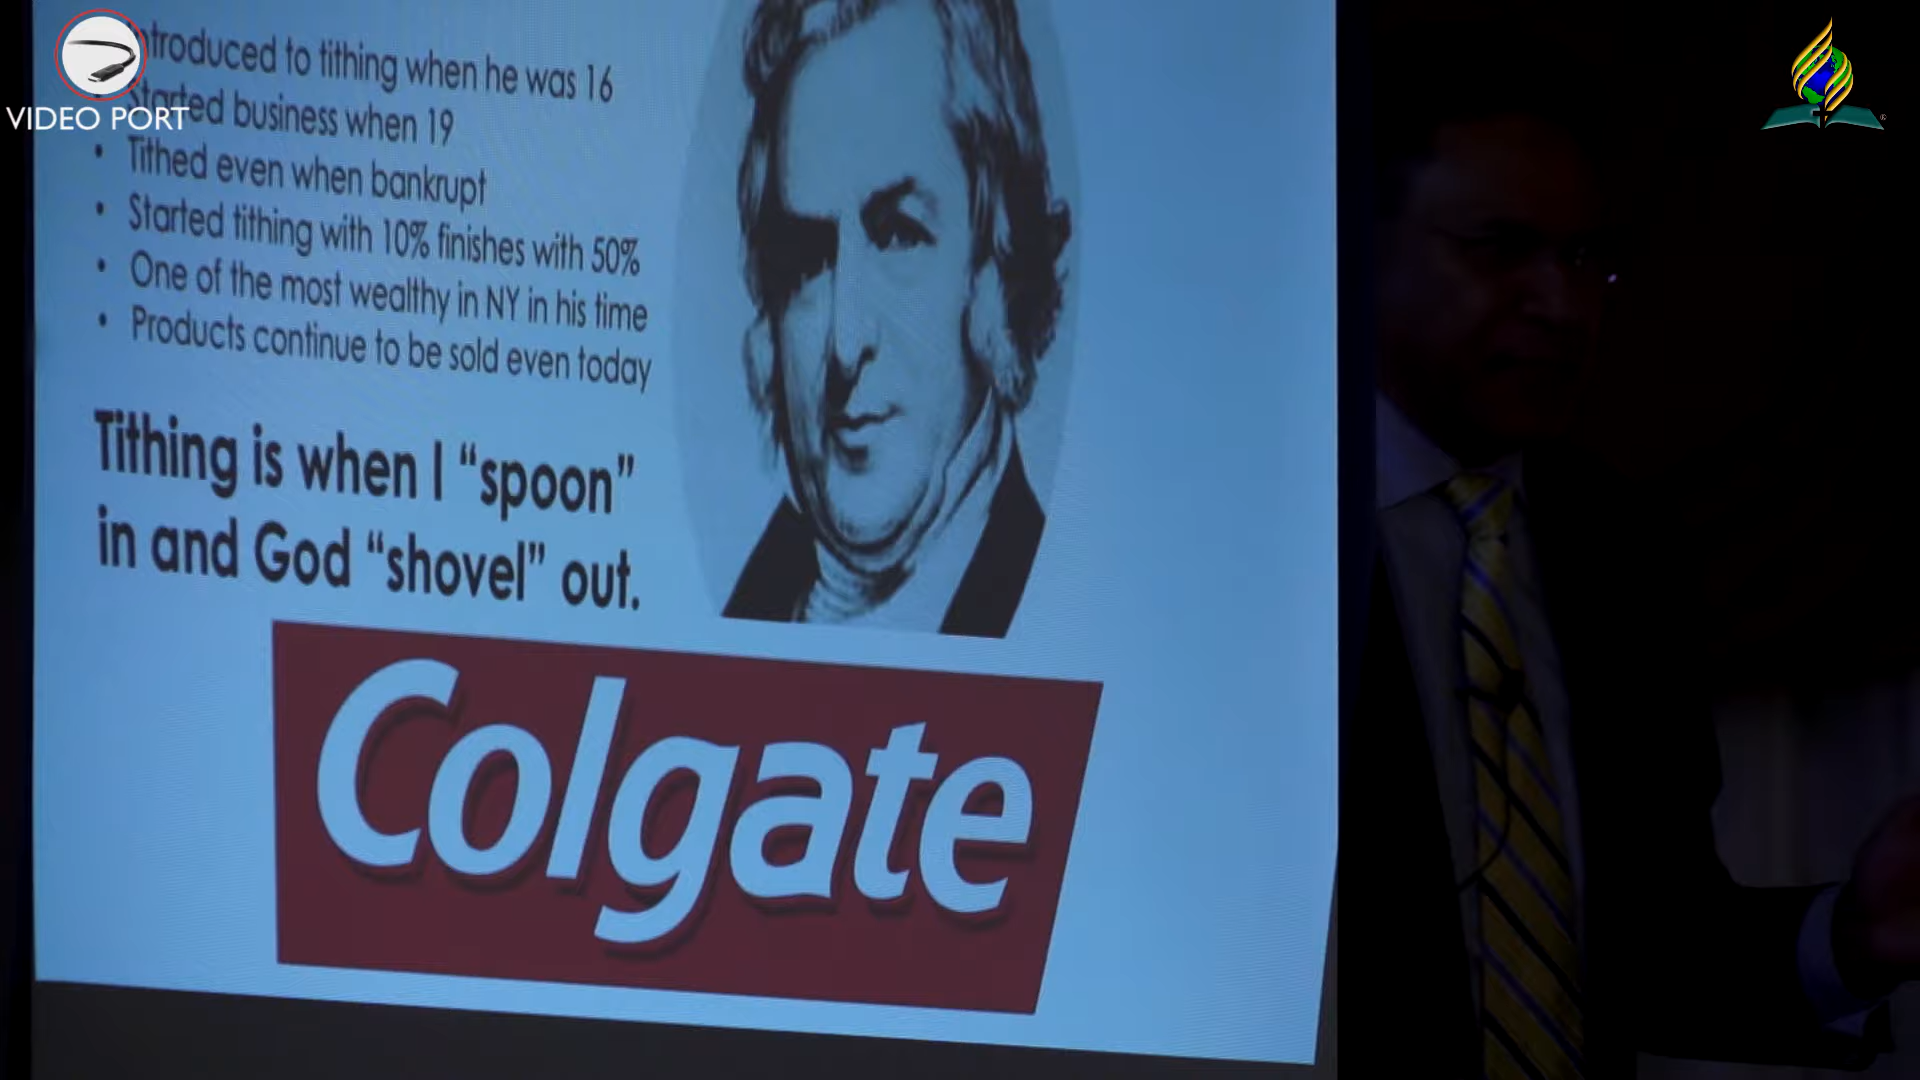 VIDEO PORT
Introduced to tithing when he was 16
Started business when 19
• Tithed even when bankrupt
• Started tithing with 10% finishes with 50%
• One of the most wealthy in NY in his time
• Products continue to be sold even today
Tithing is when I “spoon”
in and God “shovel” out.
Colgate
®